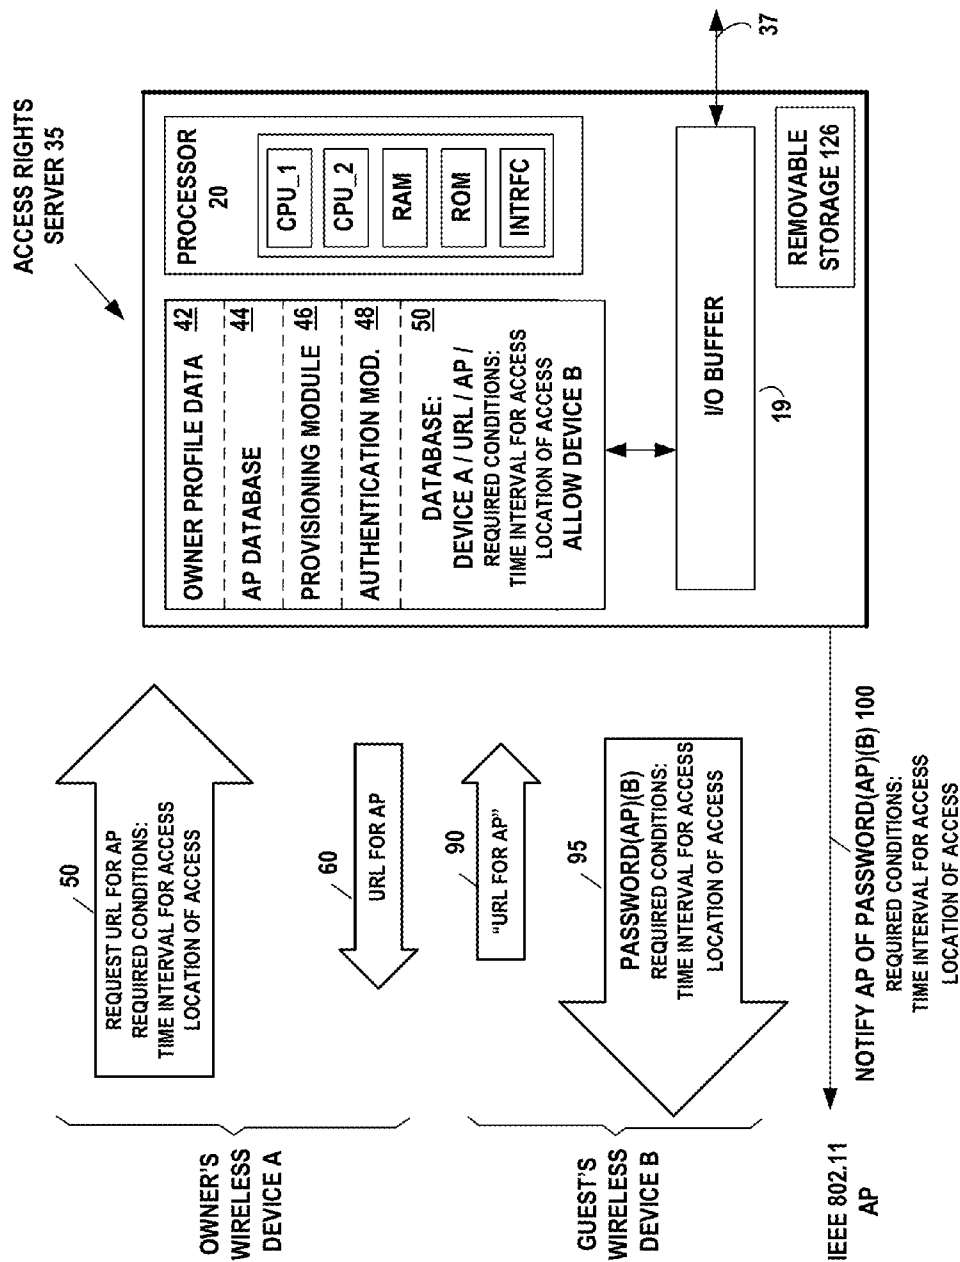 ACCESS RIGHTS
SERVER 35
OWNER PROFILE DATA 42
AP DATABASE 44
PROVISIONING MODULE 46
AUTHENTICATION MOD. 48
50
DATABASE:
DEVICE A / URL / AP /
REQUIRED CONDITIONS:
TIME INTERVAL FOR ACCESS
LOCATION OF ACCESS
ALLOW DEVICE B
PROCESSOR
20
CPU_1
CPU_2
RAM
ROM
INTRFC
I/O BUFFER
19
REMOVABLE
STORAGE 126
37
50
REQUEST URL FOR AP
REQUIRED CONDITIONS:
TIME INTERVAL FOR ACCESS
LOCATION OF ACCESS
60
URL FOR AP
90
"URL FOR AP"
95
PASSWORD(AP)(B)
REQUIRED CONDITIONS:
TIME INTERVAL FOR ACCESS
LOCATION OF ACCESS
NOTIFY AP OF PASSWORD(AP)(B) 100
REQUIRED CONDITIONS:
TIME INTERVAL FOR ACCESS
LOCATION OF ACCESS
OWNER'S
WIRELESS
DEVICE A
GUEST'S
WIRELESS
DEVICE B
IEEE 802.11
AP